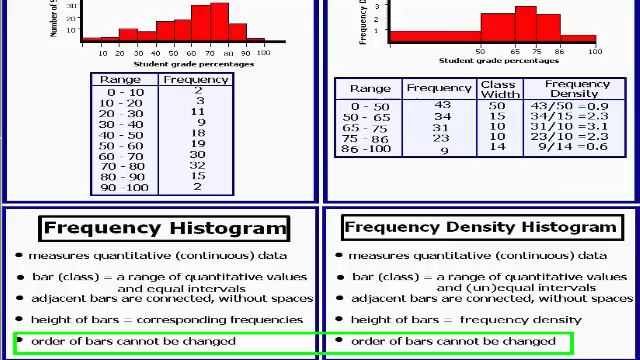 Number of S
30
20
10
0 10 20 30 40 50 60 70 80 90 100
Student grade percentages
Range Frequency
0 - 10 2
10 - 20 3
20 - 30 11
30 - 40 9
40 - 50 18
50 - 60 19
60 - 70 30
70 - 80 32
80 - 90 15
90 -100 2
Frequency D
3
2
1
50 65 75 86 100
Student grade percentages
Range Frequency Class Width Frequency Density
0 - 50 43 50 43/50 =0.9
50 - 65 34 15 34/15 =2.3
65 - 75 31 10 31/10 =3.1
75 - 86 23 10 23/10 =2.3
86 -100 9 14 9/14 =0.6
Frequency Histogram
measures quantitative (continuous) data
bar (class) = a range of quantitative values
and equal intervals
adjacent bars are connected, without spaces
height of bars = corresponding frequencies
order of bars cannot be changed
Frequency Density Histogram
measures quantitative (continuous) data
bar (class) = a range of quantitative values
and (un)equal intervals
adjacent bars are connected, without spaces
height of bars = frequency density
order of bars cannot be changed